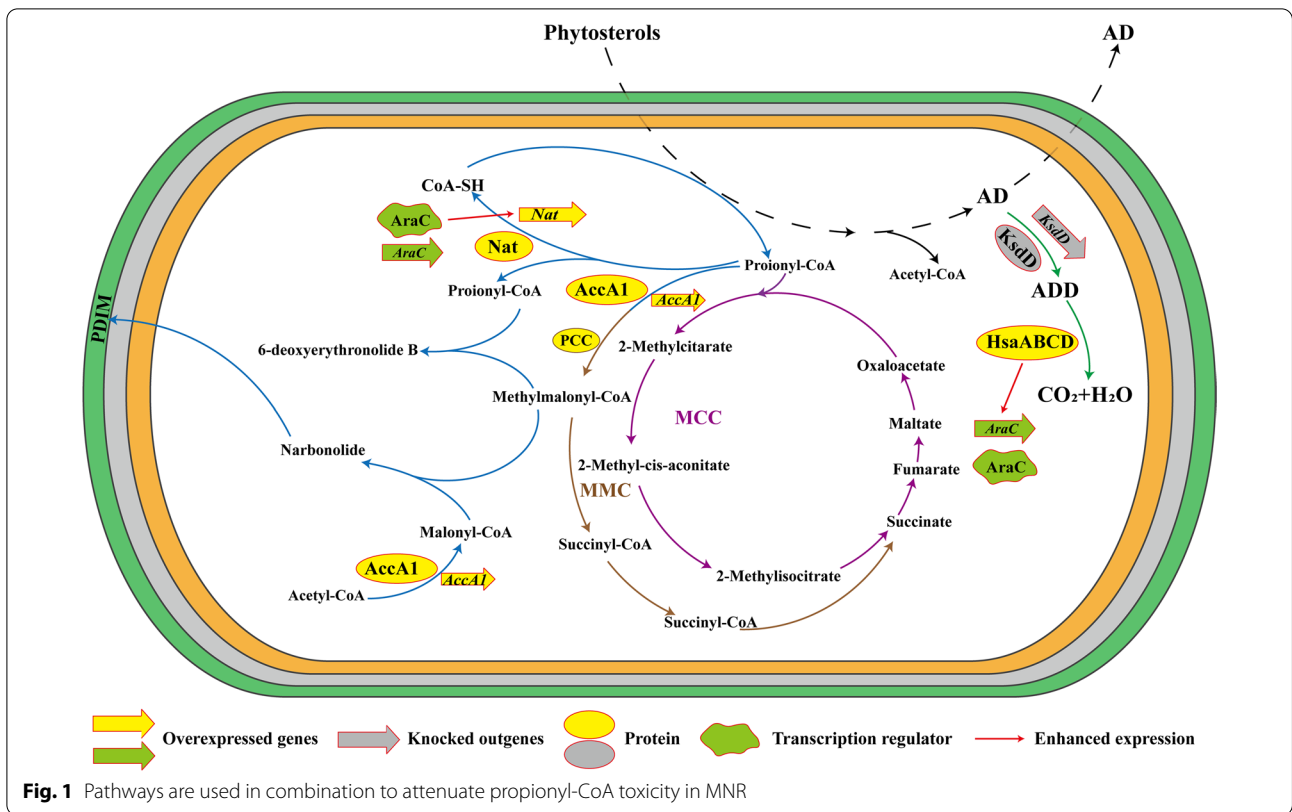 Phytosterols
AD
CoA-SH
AraC
Nat
AraC
Nat
AD
KsdD
KsdD
Proionyl-CoA
Acetyl-CoA
Proionyl-CoA
AccA1
AccA1
ADD
PDIM
PCC
6-deoxyerythronolide B
2-Methylcitarate
HsaABCD
Oxaloacetate
Methylmalonyl-CoA
CO₂+H₂O
MCC
Maltate
AraC
Narbonolide
2-Methyl-cis-aconitate
Fumarate
AraC
MMC
Malonyl-CoA
Succinyl-CoA
Succinate
AccA1
AccA1
2-Methylisocitrate
Acetyl-CoA
Succinyl-CoA
Overexpressed genes
Knocked outgenes
Protein
Transcription regulator
Enhanced expression
Fig. 1 Pathways are used in combination to attenuate propionyl-CoA toxicity in MNR